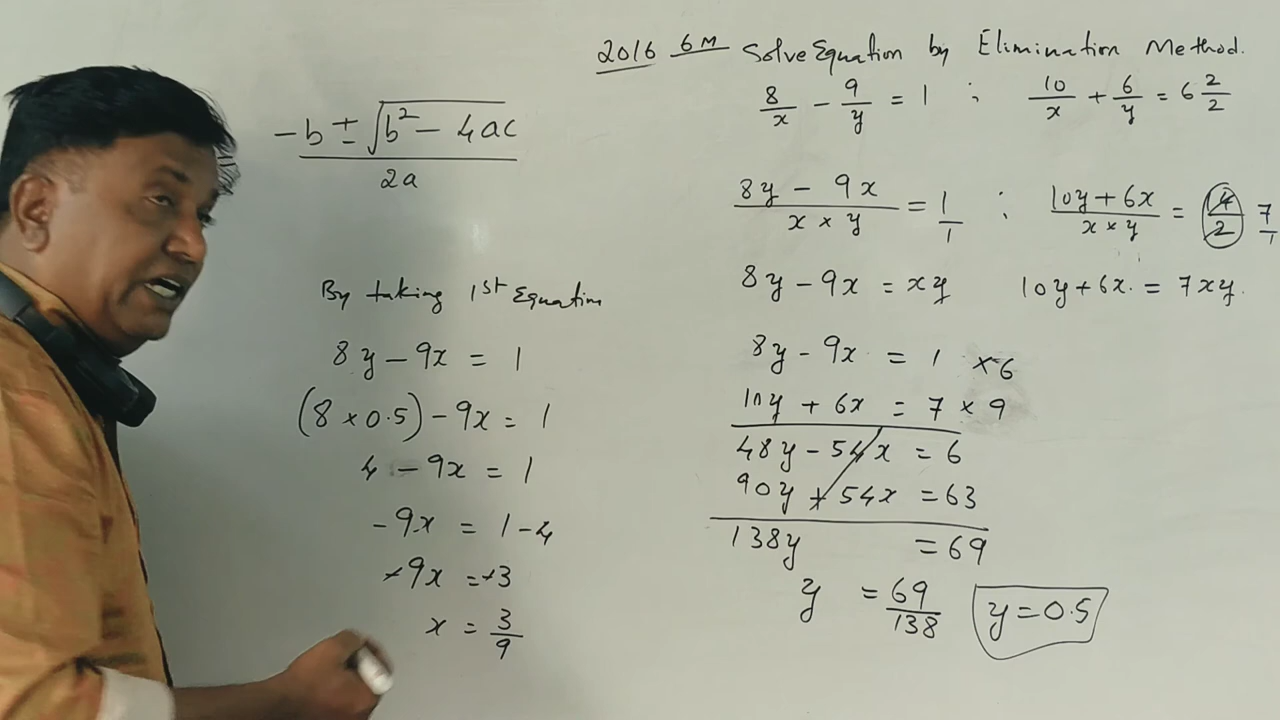 2016 6M Solve Equation by Elimination Method.
8/x - 9/y = 1 ; 10/x + 6/y = 6 2/2
(8y - 9x)/(x × y) = 1/1 ; (10y + 6x)/(x × y) = 14/2 7/1
8y - 9x = xy 10y + 6x = 7xy.
8y - 9x = 1 × 6
10y + 6x = 7 × 9
48y - 54x = 6
90y + 54x = 63
138y = 69
y = 69/138 y = 0.5
= (-b ± √(b² - 4ac))/2a
By taking 1st Equation
8y - 9x = 1
(8 × 0.5) - 9x = 1
4 - 9x = 1
-9x = 1 - 4
-9x = -3
x = 3/9